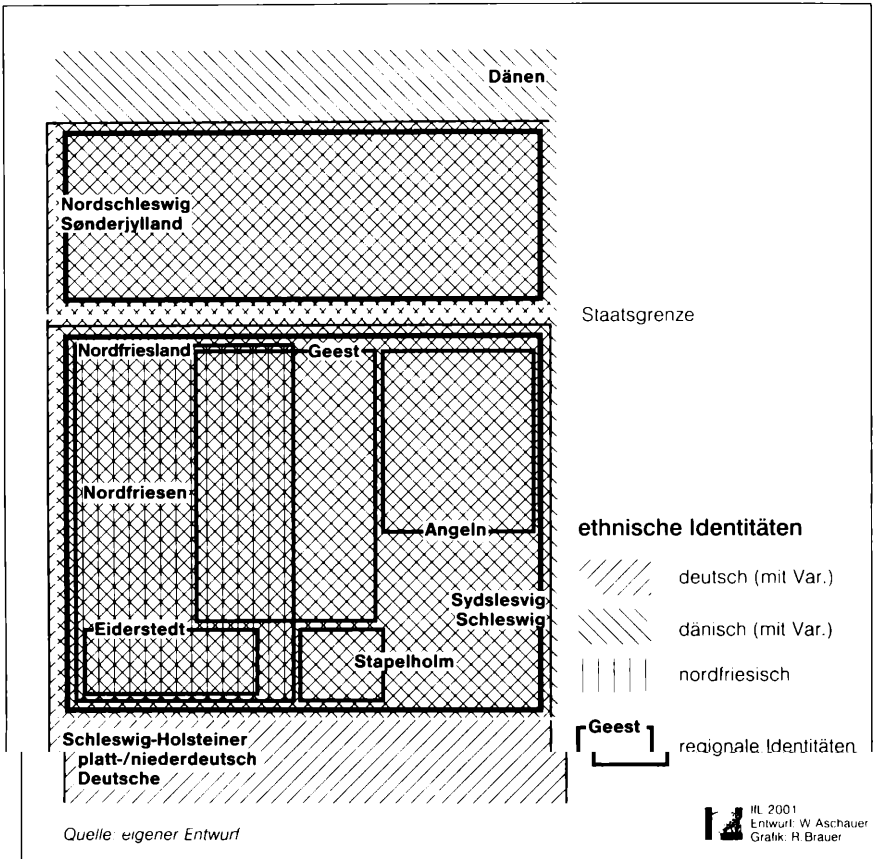 Dänen
Nordschleswig
Sønderjylland
Staatsgrenze
Nordfriesland
Geest
Nordfriesen
Angeln
Sydslesvig
Schleswig
Eiderstedt
Stapelholm
Schleswig-Holsteiner
platt-/niederdeutsch
Deutsche
ethnische Identitäten
deutsch (mit Var.)
dänisch (mit Var.)
nordfriesisch
Geest
regionale Identitäten
Quelle: eigener Entwurf
IfL 2001
Entwurf: W. Aschauer
Grafik: R. Brauer